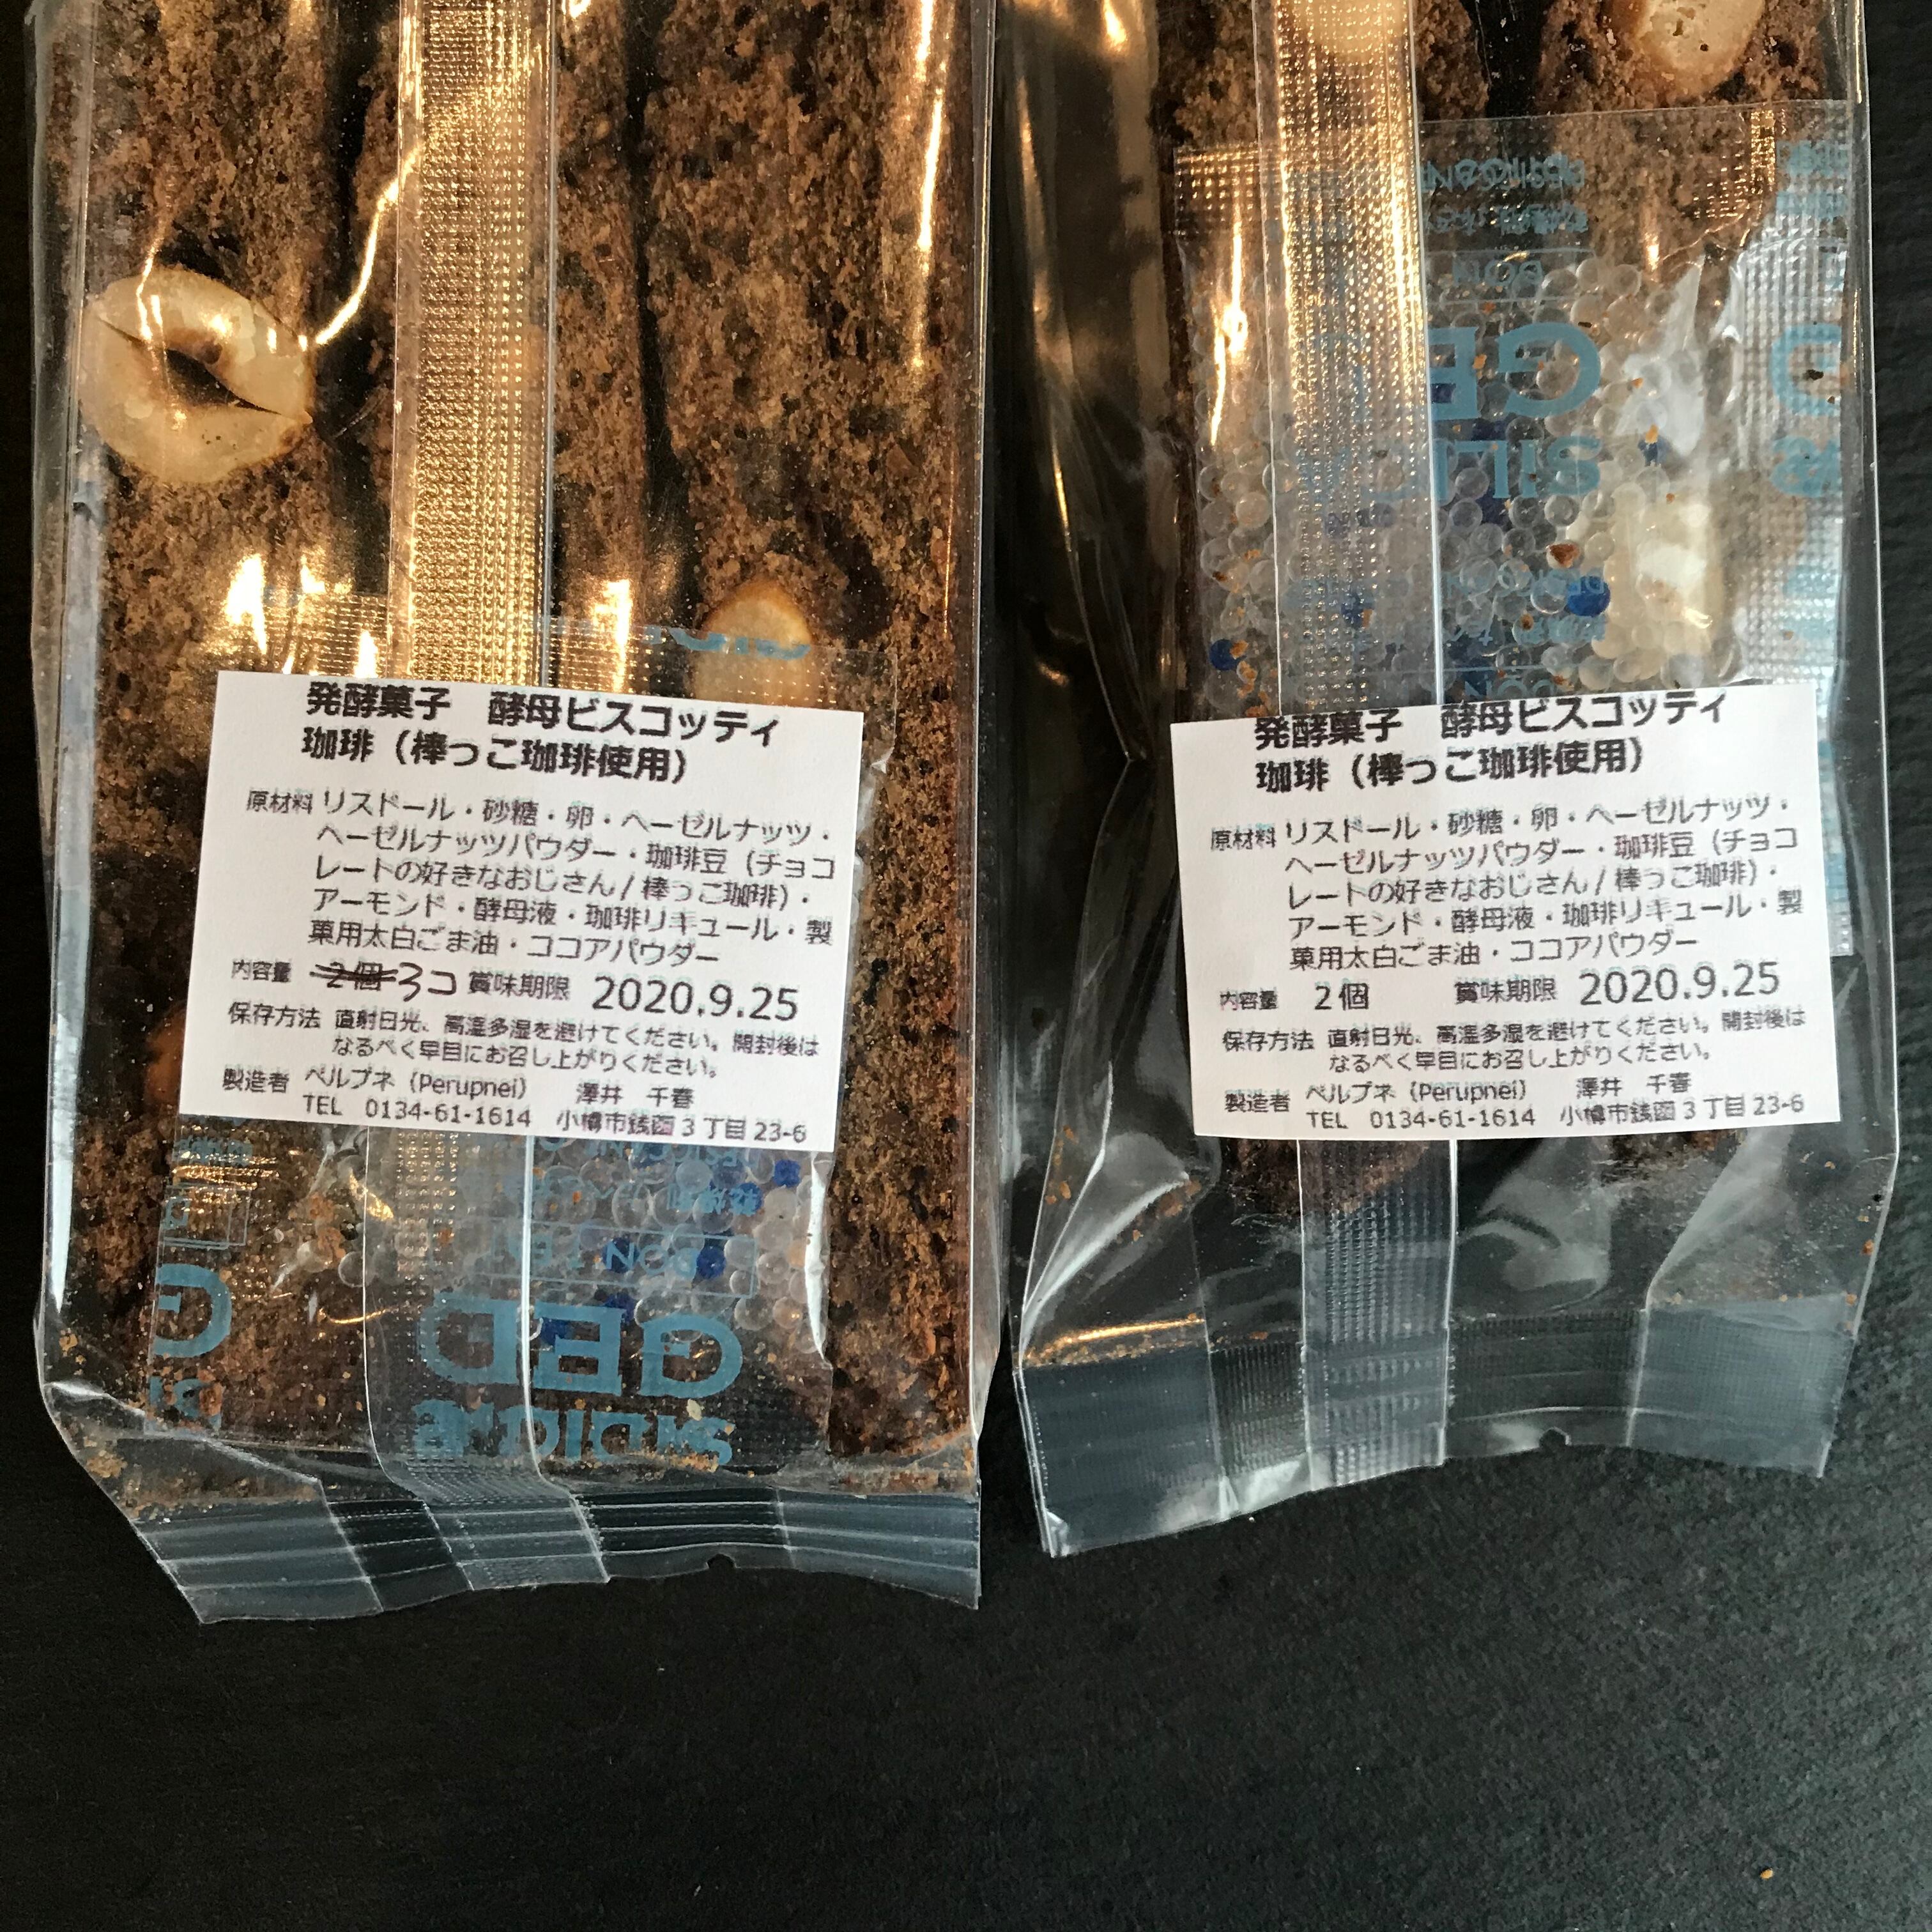 発酵菓子　酵母ビスコッティ
珈琲（棒っこ珈琲使用）
原材料 リスドール・砂糖・卵・ヘーゼルナッツ・
ヘーゼルナッツパウダー・珈琲豆（チョコ
レートの好きなおじさん/棒っこ珈琲）・
アーモンド・酵母液・珈琲リキュール・製
菓用太白ごま油・ココアパウダー
内容量 2個 3コ 賞味期限 2020.9.25
保存方法 直射日光、高温多湿を避けてください。開封後は
なるべく早目にお召し上がりください。
製造者 ペルプネ（Perupnei）　澤井　千春
TEL 0134-61-1614 小樽市銭函3丁目23-6
発酵菓子　酵母ビスコッティ
珈琲（棒っこ珈琲使用）
原材料 リスドール・砂糖・卵・ヘーゼルナッツ・
ヘーゼルナッツパウダー・珈琲豆（チョコ
レートの好きなおじさん/棒っこ珈琲）・
アーモンド・酵母液・珈琲リキュール・製
菓用太白ごま油・ココアパウダー
内容量 2個 賞味期限 2020.9.25
保存方法 直射日光、高温多湿を避けてください。開封後は
なるべく早目にお召し上がりください。
製造者 ペルプネ（Perupnei）　澤井　千春
TEL 0134-61-1614 小樽市銭函3丁目23-6